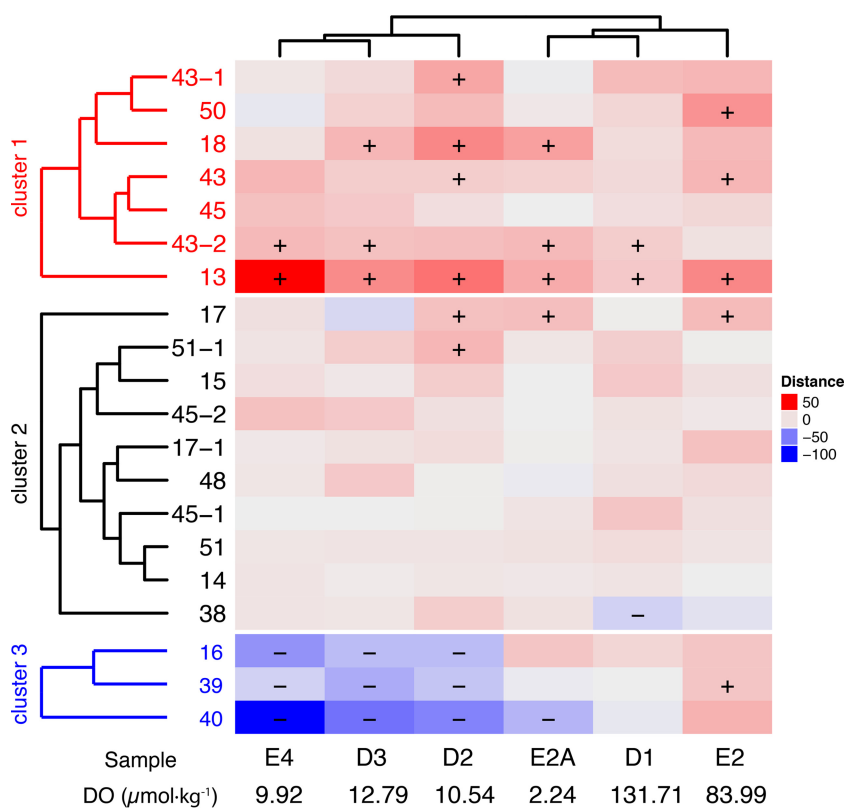 43-1 +
50 +
18 + + +
43 + +
45
43-2 + + + +
13 + + + + + +
cluster 1
17 + + +
51-1 +
15
45-2
17-1
48
45-1
51
14
38 −
cluster 2
Distance
50
0
−50
−100
16 − − −
39 − − − +
40 − − − −
cluster 3
Sample E4 D3 D2 E2A D1 E2
DO (µmol·kg⁻¹) 9.92 12.79 10.54 2.24 131.71 83.99